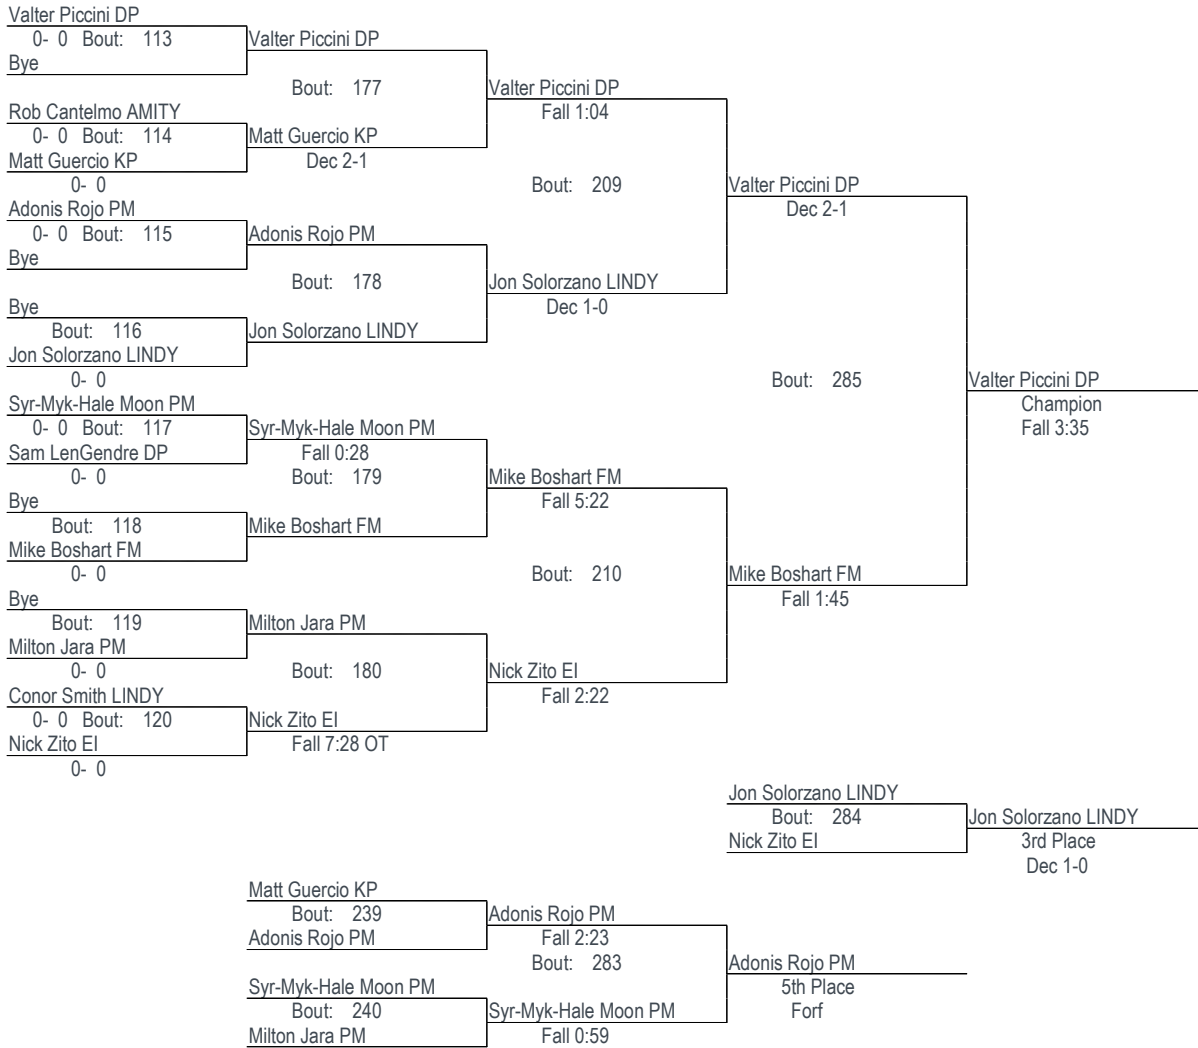 Valter Piccini DP
0- 0 Bout: 113
Valter Piccini DP
Bye
Bout: 177
Valter Piccini DP
Rob Cantelmo AMITY
Fall 1:04
0- 0 Bout: 114
Matt Guercio KP
Matt Guercio KP
Dec 2-1
0- 0
Bout: 209
Valter Piccini DP
Adonis Rojo PM
Dec 2-1
0- 0 Bout: 115
Adonis Rojo PM
Bye
Bout: 178
Jon Solorzano LINDY
Bye
Dec 1-0
Bout: 116
Jon Solorzano LINDY
Jon Solorzano LINDY
0- 0
Bout: 285
Valter Piccini DP
Syr-Myk-Hale Moon PM
Champion
0- 0 Bout: 117
Syr-Myk-Hale Moon PM
Fall 3:35
Sam LenGendre DP
Fall 0:28
0- 0
Bout: 179
Mike Boshart FM
Bye
Fall 5:22
Bout: 118
Mike Boshart FM
Mike Boshart FM
0- 0
Bout: 210
Mike Boshart FM
Bye
Fall 1:45
Bout: 119
Milton Jara PM
Milton Jara PM
0- 0
Bout: 180
Nick Zito EI
Conor Smith LINDY
Fall 2:22
0- 0 Bout: 120
Nick Zito EI
Nick Zito EI
Fall 7:28 OT
0- 0
Jon Solorzano LINDY
Bout: 284
Jon Solorzano LINDY
Nick Zito EI
3rd Place
Dec 1-0
Matt Guercio KP
Bout: 239
Adonis Rojo PM
Adonis Rojo PM
Fall 2:23
Bout: 283
Adonis Rojo PM
Syr-Myk-Hale Moon PM
5th Place
Bout: 240
Syr-Myk-Hale Moon PM
Forf
Milton Jara PM
Fall 0:59